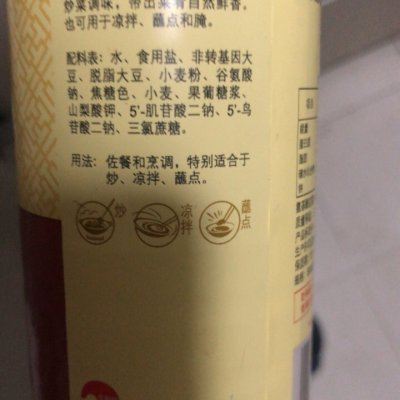 炒菜调味，带出来有自然鲜香。
也可用于凉拌、蘸点和腌。
配料表：水、食用盐、非转基因大
豆、脱脂大豆、小麦粉、谷氨酸
钠、焦糖色、小麦、果葡糖浆、
山梨酸钾、5'-肌苷酸二钠、5'-鸟
苷酸二钠、三氯蔗糖。
用法：佐餐和烹调，特别适合于
炒、凉拌、蘸点。
炒
凉拌
蘸点